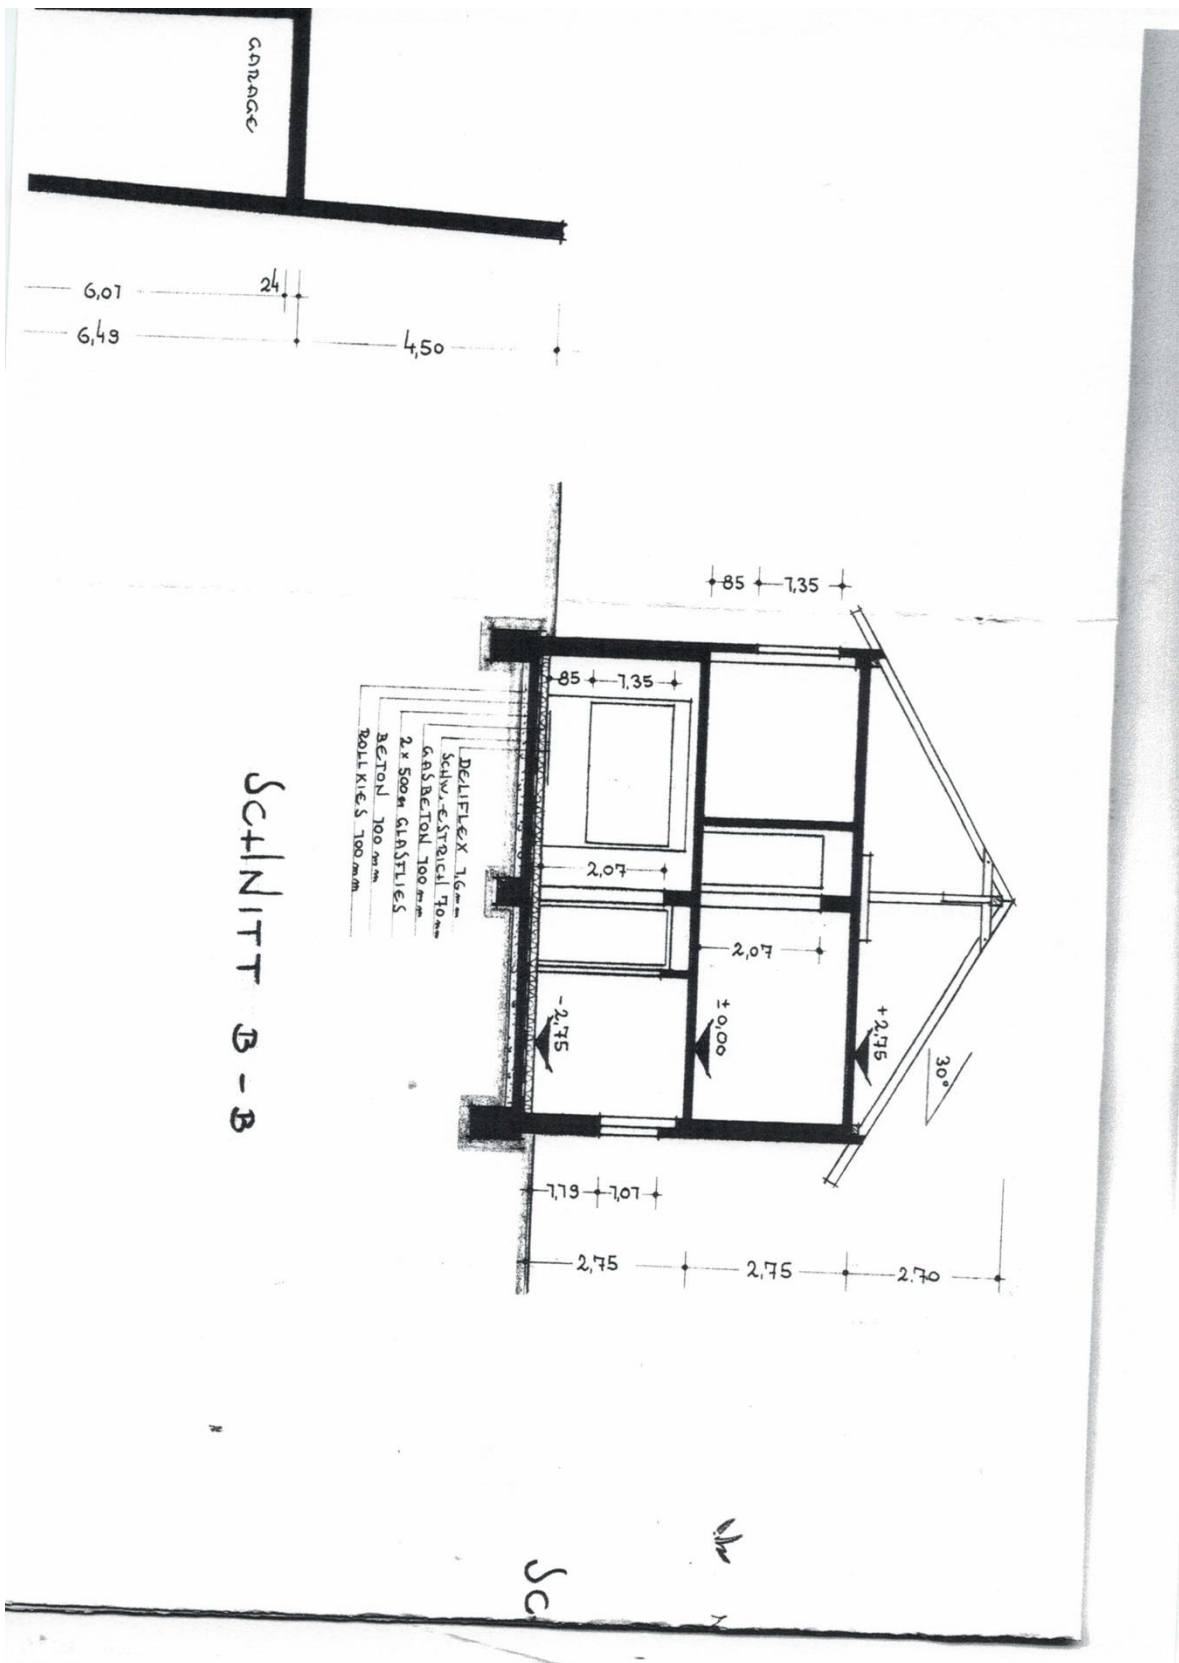 GARAGE
6,01
24
6,49
4,50
85
1,35
85
1,35
2,07
2,07
-2,75
±0,00
+2,75
30°
1,19
1,01
2,75
2,75
2.70
DELIFLEX 1,6mm
SCHW.-ESTRICH 70mm
GASBETON 100mm
2x500er GLASFLIES
BETON 100mm
ROLLKIES 100mm
SCHNITT B-B
SC